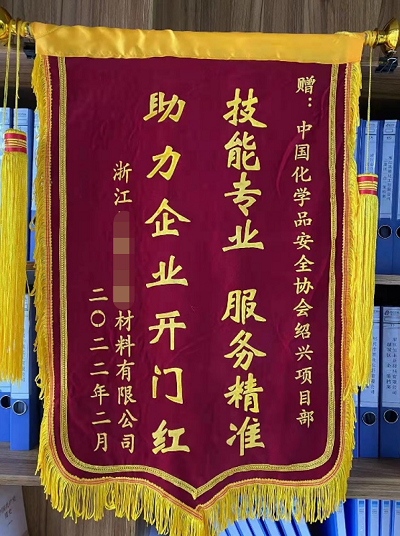 赠：中国化学品安全协会绍兴项目部
技能专业 服务精准
助力企业开门红
浙江 材料有限公司
二〇二二年二月